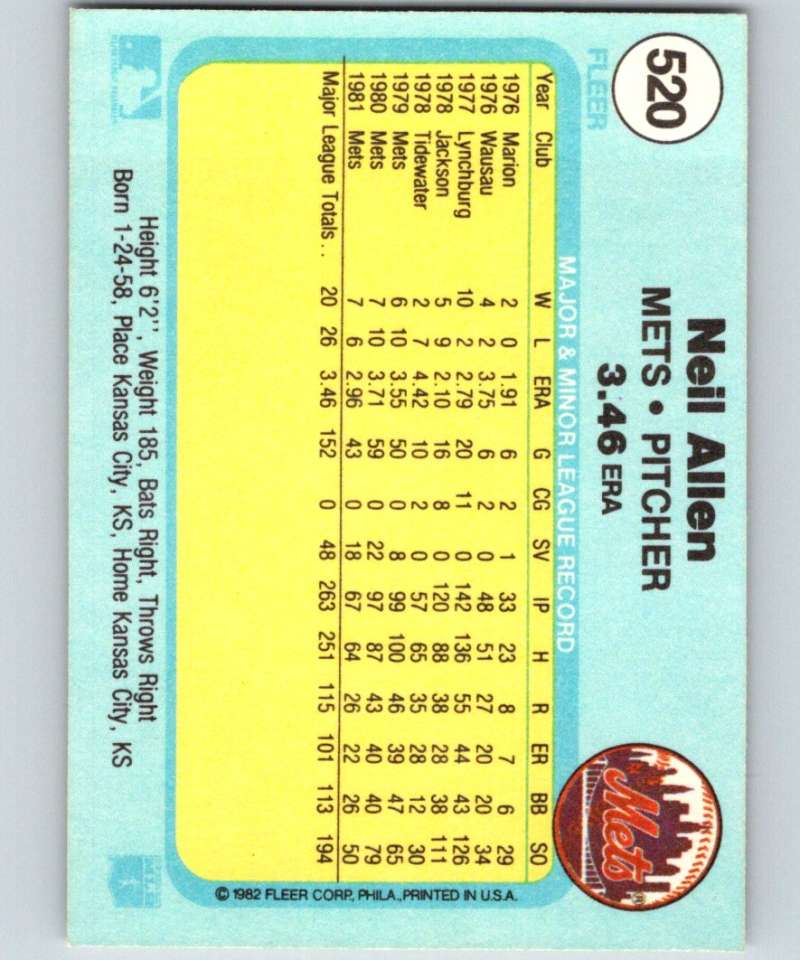 520
FLEER
Neil Allen
METS • PITCHER
3.46 ERA
Mets
®
MAJOR & MINOR LEAGUE RECORD
Year Club W L ERA G CG SV IP H R ER BB SO
1976 Marion 2 0 1.91 6 2 1 33 23 8 7 6 29
1976 Wausau 4 2 3.75 6 2 0 48 51 27 20 20 34
1977 Lynchburg 10 2 2.79 20 11 0 142 136 55 44 43 126
1978 Jackson 5 9 2.10 16 8 0 120 88 38 28 38 111
1978 Tidewater 2 7 4.42 10 2 0 57 65 35 28 12 30
1979 Mets 6 10 3.55 50 0 8 99 100 46 39 47 65
1980 Mets 7 10 3.71 59 0 22 97 87 43 40 40 79
1981 Mets 7 6 2.96 43 0 18 67 64 26 22 26 50
Major League Totals . . 20 26 3.46 152 0 48 263 251 115 101 113 194
© 1982 FLEER CORP., PHILA., PRINTED IN U.S.A.
Height 6'2'', Weight 185, Bats Right, Throws Right
Born 1-24-58, Place Kansas City, KS, Home Kansas City, KS